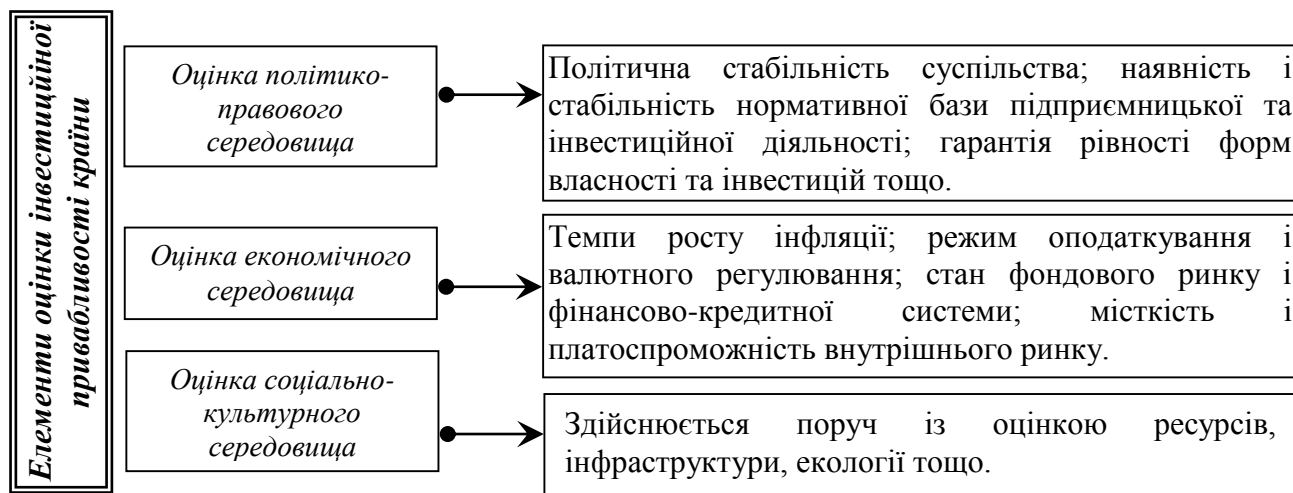 Елементи оцінки інвестиційної
привабливості країни
Оцінка політико-
правового
середовища
Політична стабільність суспільства; наявність і
стабільність нормативної бази підприємницької та
інвестиційної діяльності; гарантія рівності форм
власності та інвестицій тощо.
Оцінка економічного
середовища
Темпи росту інфляції; режим оподаткування і
валютного регулювання; стан фондового ринку і
фінансово-кредитної системи; місткість і
платоспроможність внутрішнього ринку.
Оцінка соціально-
культурного
середовища
Здійснюється поруч із оцінкою ресурсів,
інфраструктури, екології тощо.